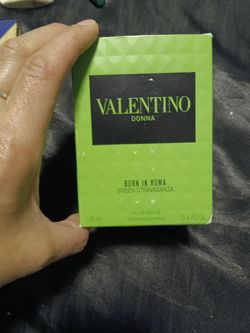 VALENTINO
DONNA
BORN IN ROMA
GREEN STRAVAGANZA
EAU DE PARFUM
100 ml
3.4 FL.OZ.